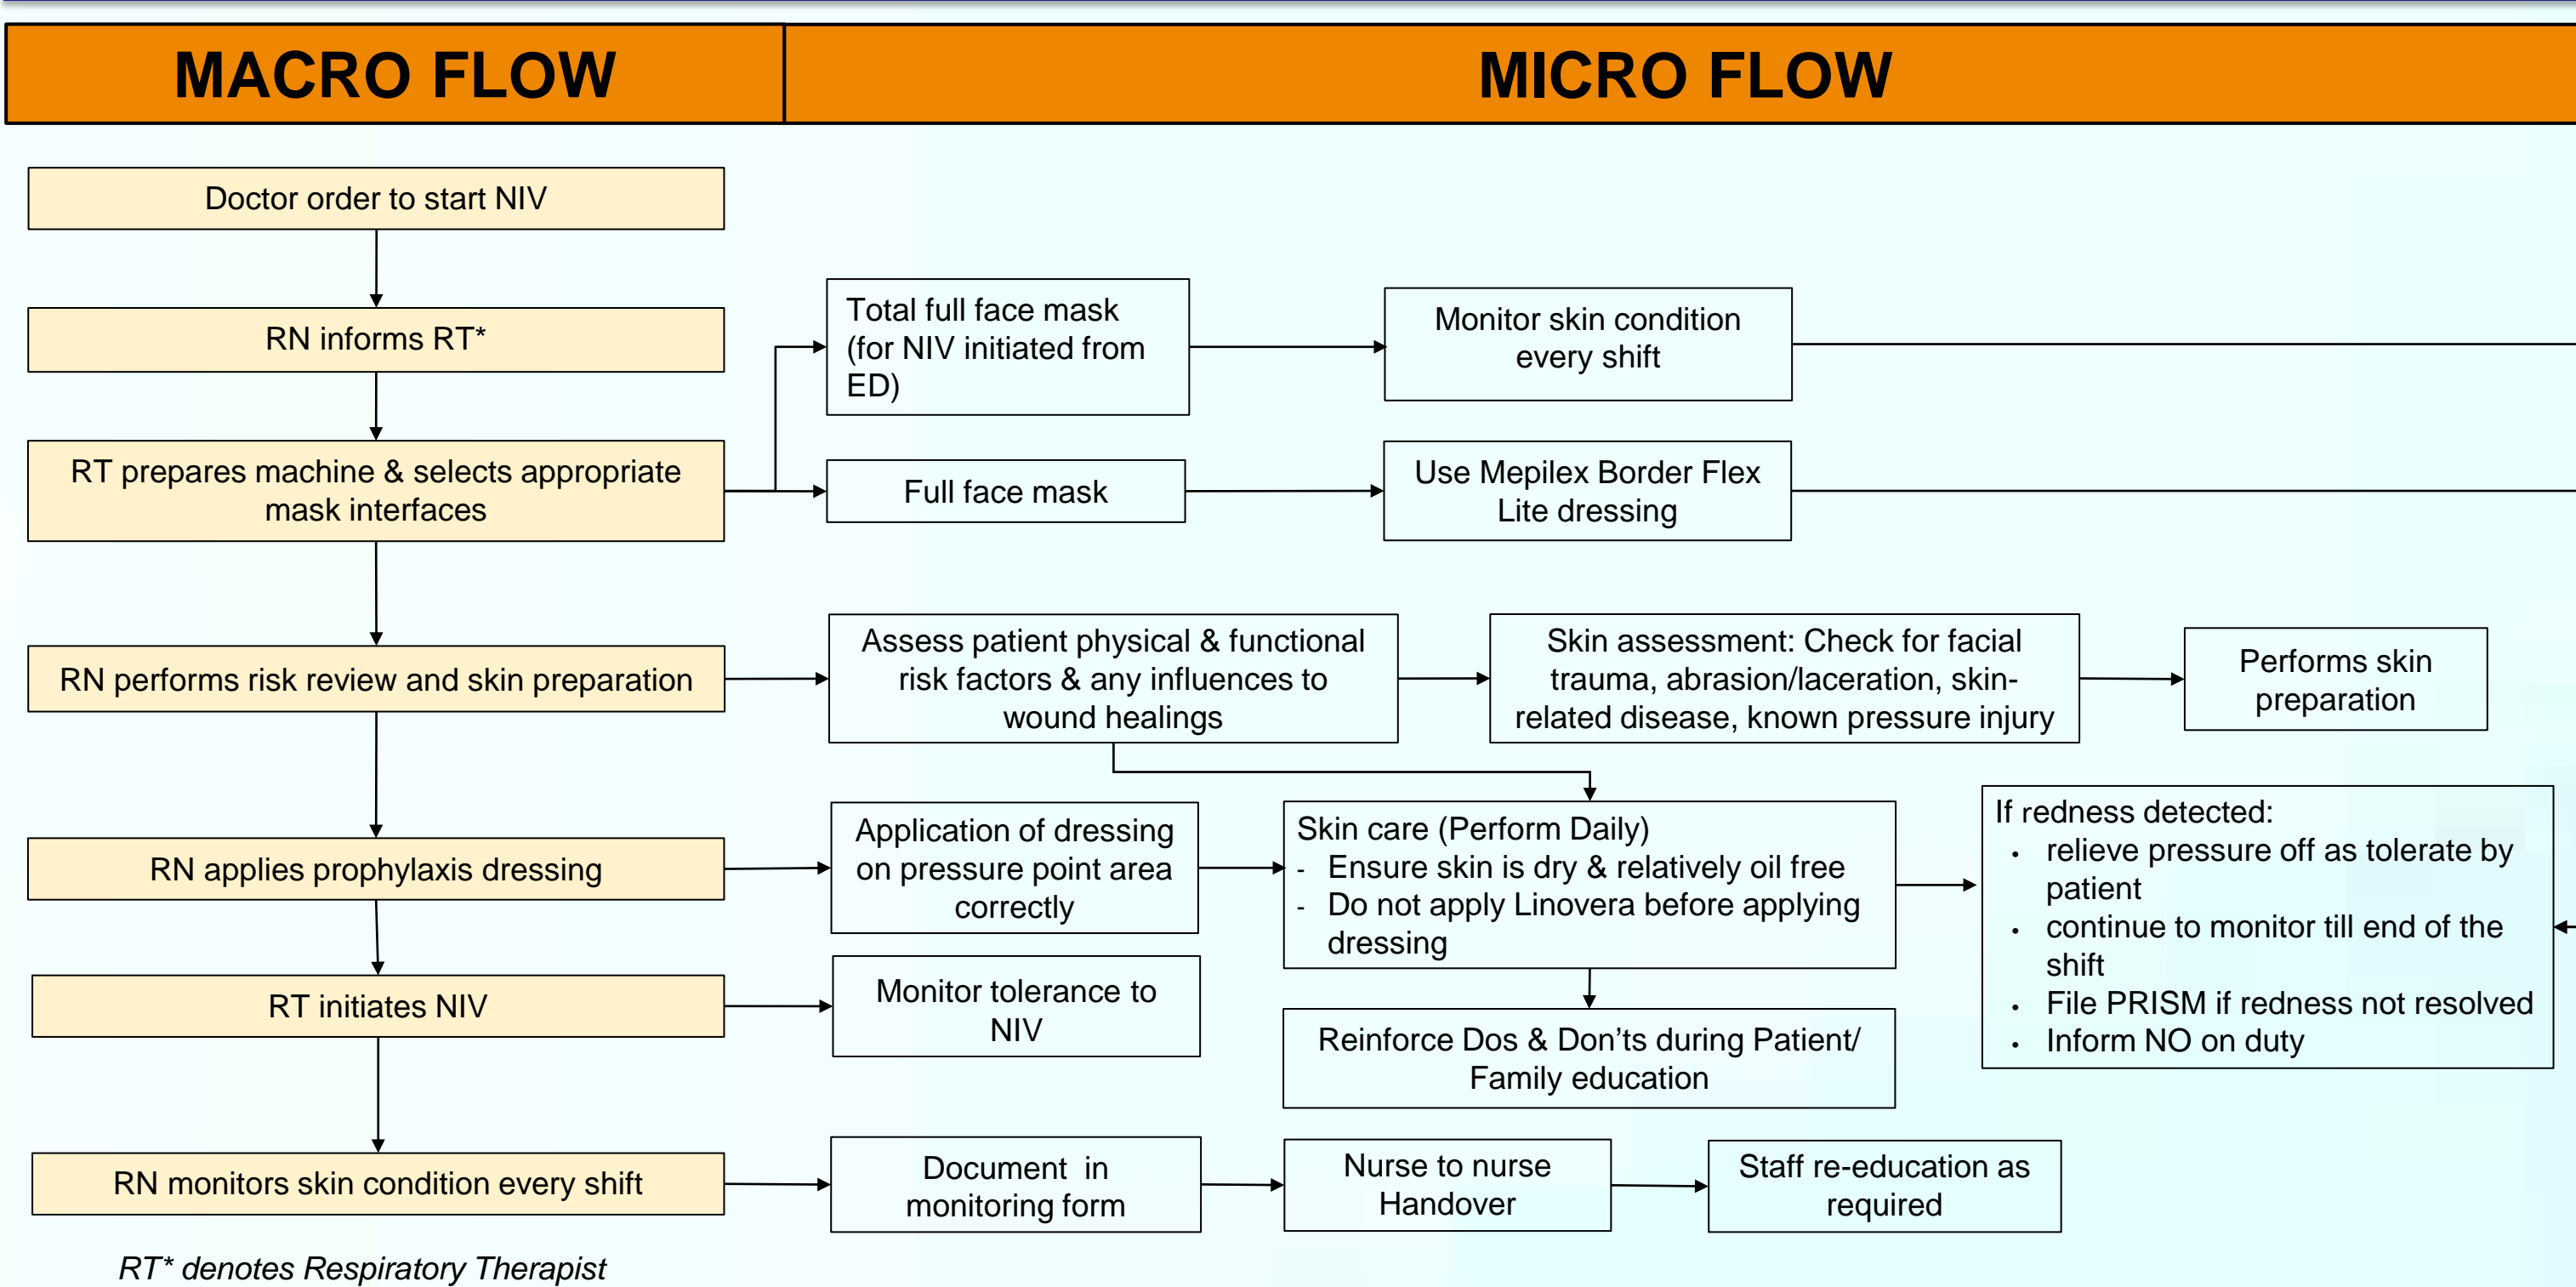 MACRO FLOW
MICRO FLOW
Doctor order to start NIV
RN informs RT*
Total full face mask
(for NIV initiated from
ED)
Monitor skin condition
every shift
RT prepares machine & selects appropriate
mask interfaces
Full face mask
Use Mepilex Border Flex
Lite dressing
RN performs risk review and skin preparation
Assess patient physical & functional
risk factors & any influences to
wound healings
Skin assessment: Check for facial
trauma, abrasion/laceration, skin-
related disease, known pressure injury
Performs skin
preparation
RN applies prophylaxis dressing
Application of dressing
on pressure point area
correctly
Skin care (Perform Daily)
- Ensure skin is dry & relatively oil free
- Do not apply Linovera before applying
dressing
If redness detected:
• relieve pressure off as tolerate by
patient
• continue to monitor till end of the
shift
• File PRISM if redness not resolved
• Inform NO on duty
RT initiates NIV
Monitor tolerance to
NIV
Reinforce Dos & Don’ts during Patient/
Family education
RN monitors skin condition every shift
Document in
monitoring form
Nurse to nurse
Handover
Staff re-education as
required
RT* denotes Respiratory Therapist